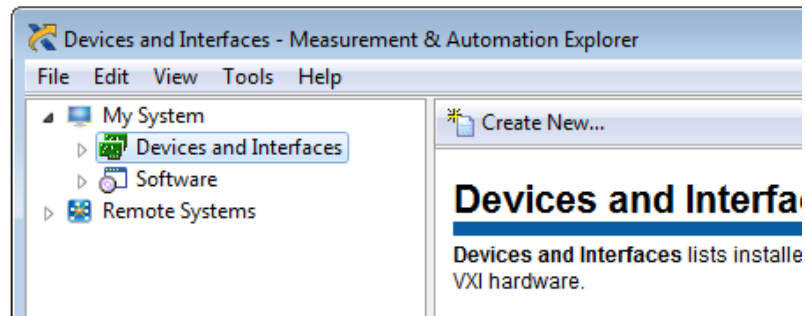 Devices and Interfaces - Measurement & Automation Explorer
File Edit View Tools Help
My System
Devices and Interfaces
Software
Remote Systems
Create New...
Devices and Interfa
Devices and Interfaces lists installe
VXI hardware.